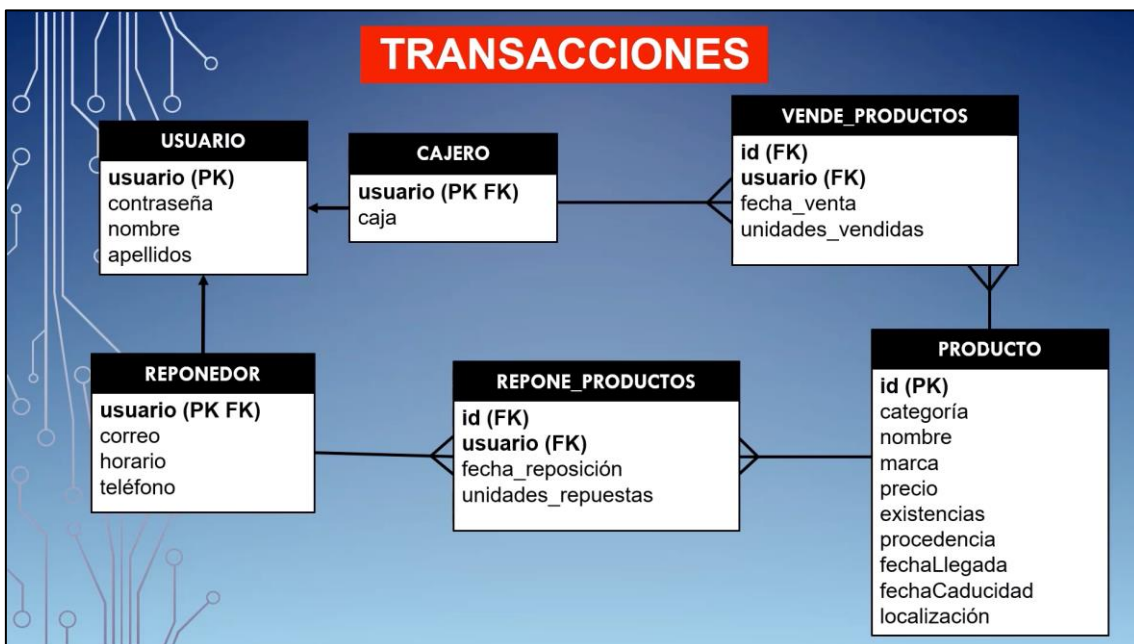 TRANSACCIONES
USUARIO
usuario (PK)
contraseña
nombre
apellidos
CAJERO
usuario (PK FK)
caja
VENDE_PRODUCTOS
id (FK)
usuario (FK)
fecha_venta
unidades_vendidas
REPONEDOR
usuario (PK FK)
correo
horario
teléfono
REPONE_PRODUCTOS
id (FK)
usuario (FK)
fecha_reposición
unidades_repuestas
PRODUCTO
id (PK)
categoría
nombre
marca
precio
existencias
procedencia
fechaLlegada
fechaCaducidad
localización